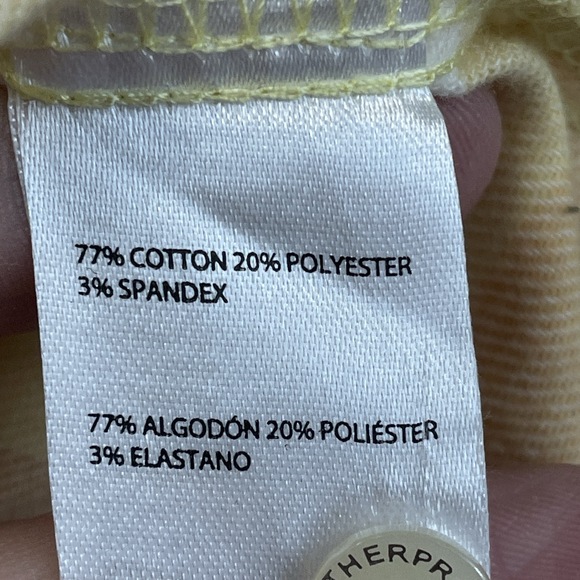 77% COTTON 20% POLYESTER
3% SPANDEX
77% ALGODÓN 20% POLIÉSTER
3% ELASTANO